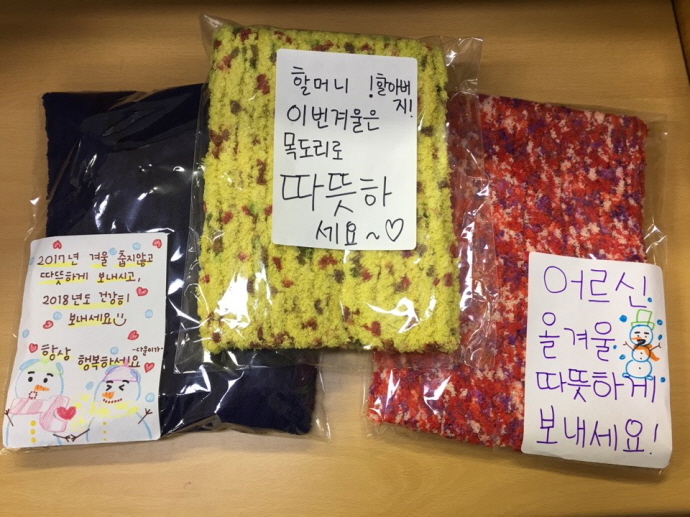 2017년 겨울 춥지않고
따뜻하게 보내시고,
2018년도 건강히
보내세요
항상 행복하세요
할머니 !할아버
지!
이번겨울은
목도리로
따뜻하
세요~♡
어르신
올겨울
따뜻하게
보내세요!